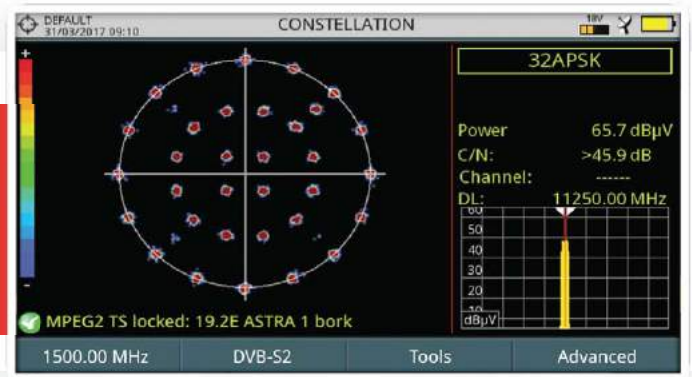 DEFAULT
31/03/2017 09:10
CONSTELLATION
18V
+
32APSK
Power 65.7 dBµV
C/N: >45.9 dB
Channel: ------
DL: 11250.00 MHz
60
50
40
30
20
10
dBµV
-
MPEG2 TS locked: 19.2E ASTRA 1 bork
1500.00 MHz DVB-S2 Tools Advanced